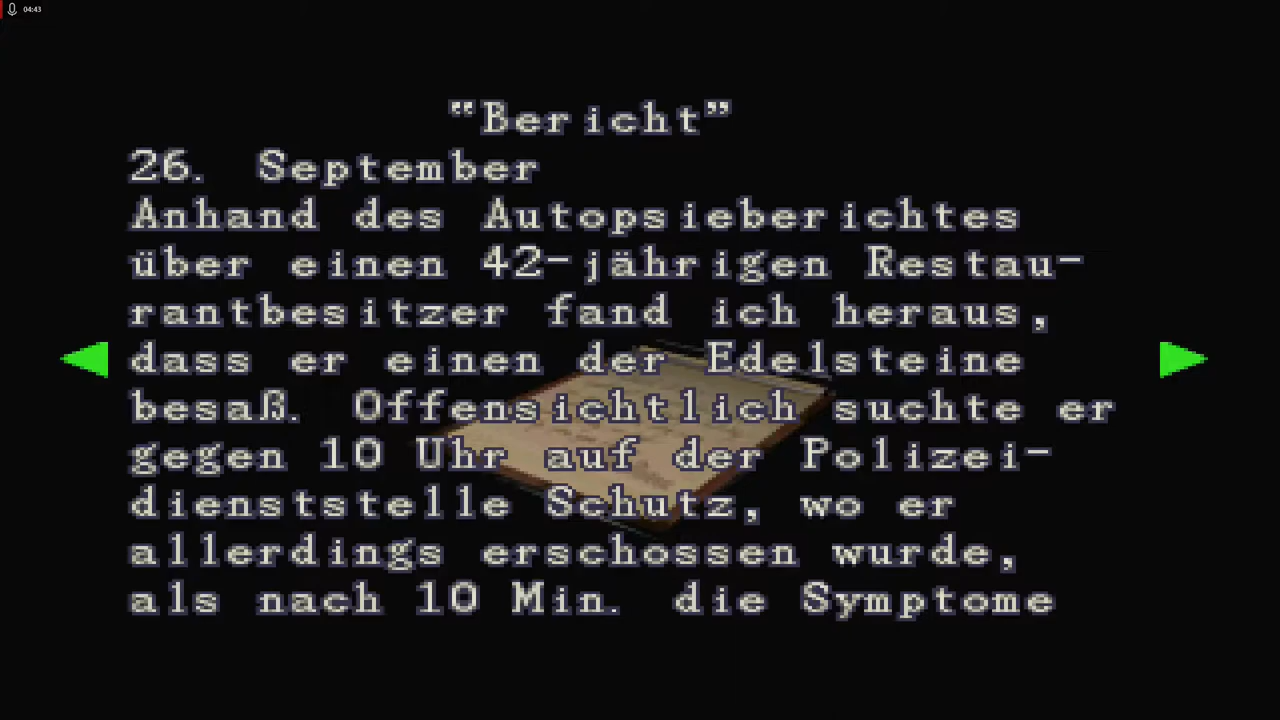 04:43
"Bericht"
26. September
Anhand des Autopsieberichtes
über einen 42-jährigen Restau-
rantbesitzer fand ich heraus,
dass er einen der Edelsteine
besaß. Offensichtlich suchte er
gegen 10 Uhr auf der Polizei-
dienststelle Schutz, wo er
allerdings erschossen wurde,
als nach 10 Min. die Symptome